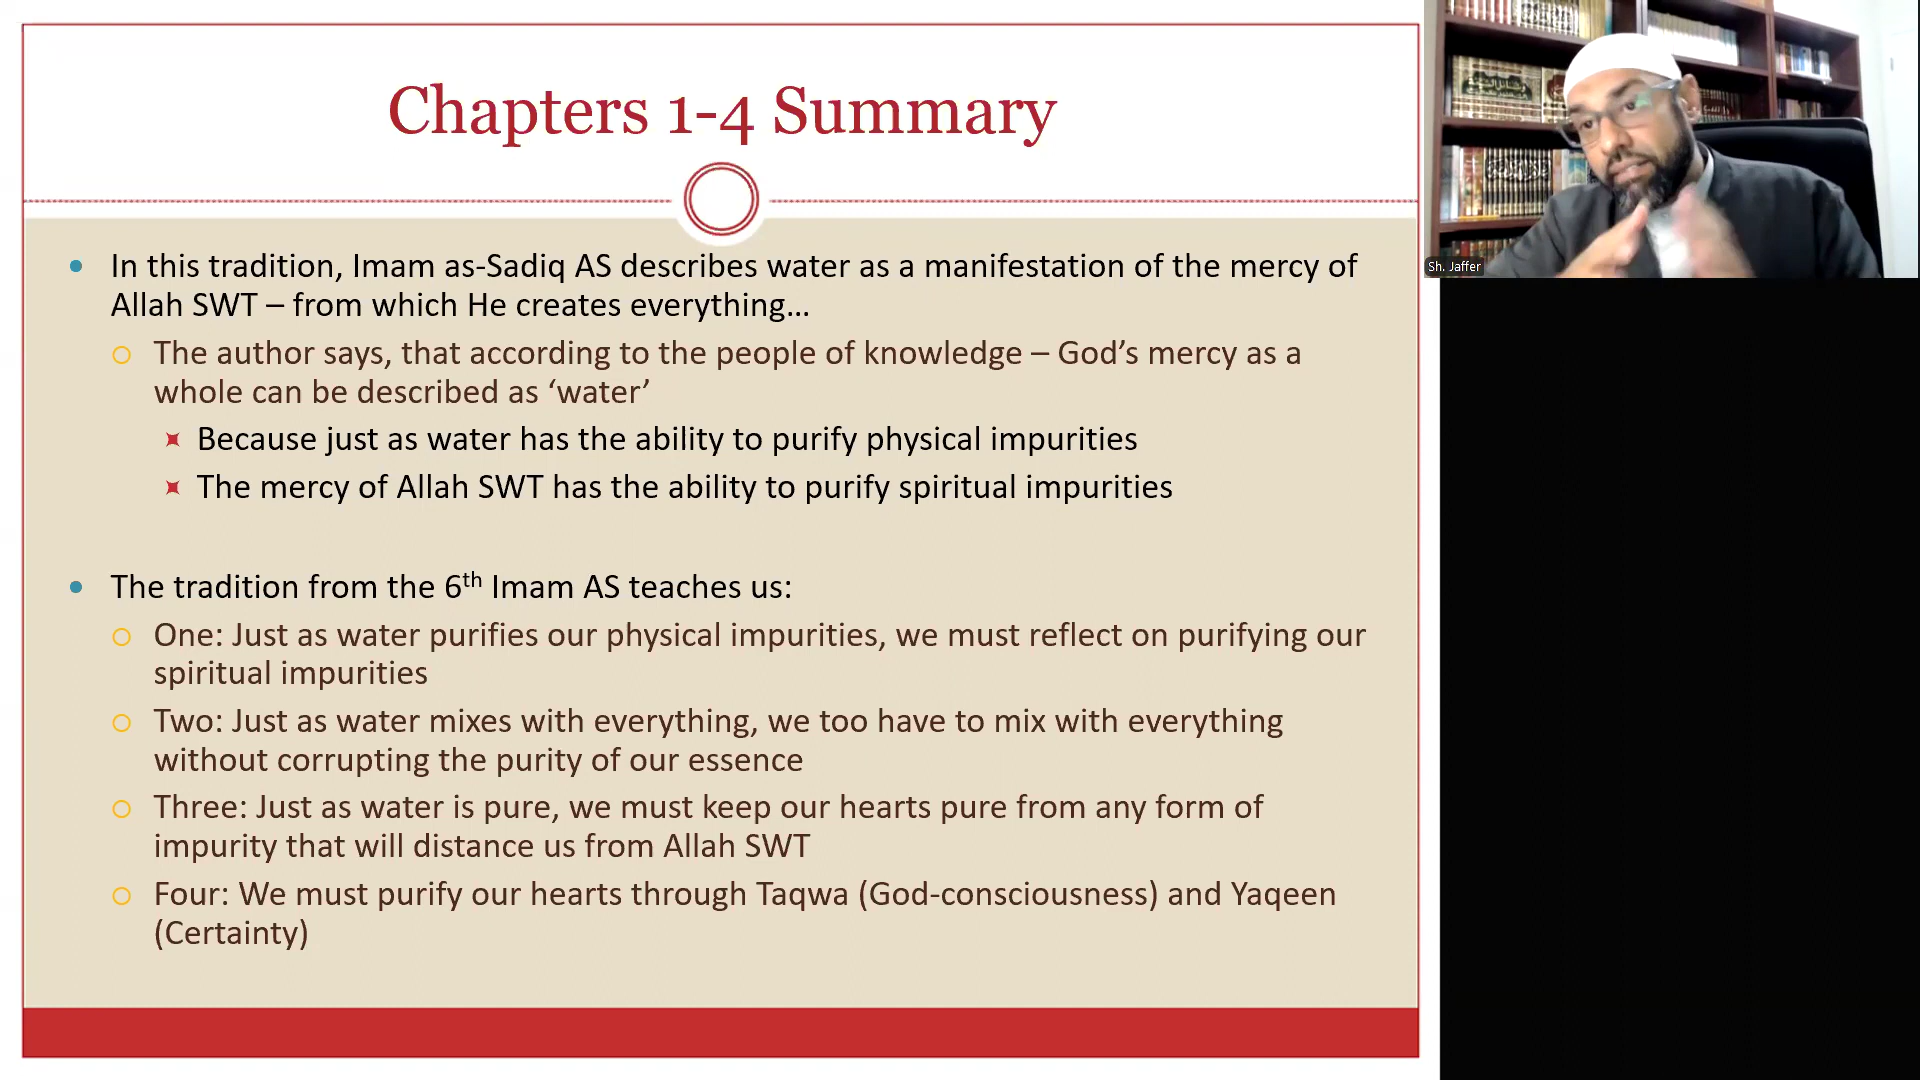 Chapters 1-4 Summary
In this tradition, Imam as-Sadiq AS describes water as a manifestation of the mercy of
Allah SWT – from which He creates everything…
The author says, that according to the people of knowledge – God’s mercy as a
whole can be described as ‘water’
Because just as water has the ability to purify physical impurities
The mercy of Allah SWT has the ability to purify spiritual impurities
The tradition from the 6th Imam AS teaches us:
One: Just as water purifies our physical impurities, we must reflect on purifying our
spiritual impurities
Two: Just as water mixes with everything, we too have to mix with everything
without corrupting the purity of our essence
Three: Just as water is pure, we must keep our hearts pure from any form of
impurity that will distance us from Allah SWT
Four: We must purify our hearts through Taqwa (God-consciousness) and Yaqeen
(Certainty)
Sh. Jaffer